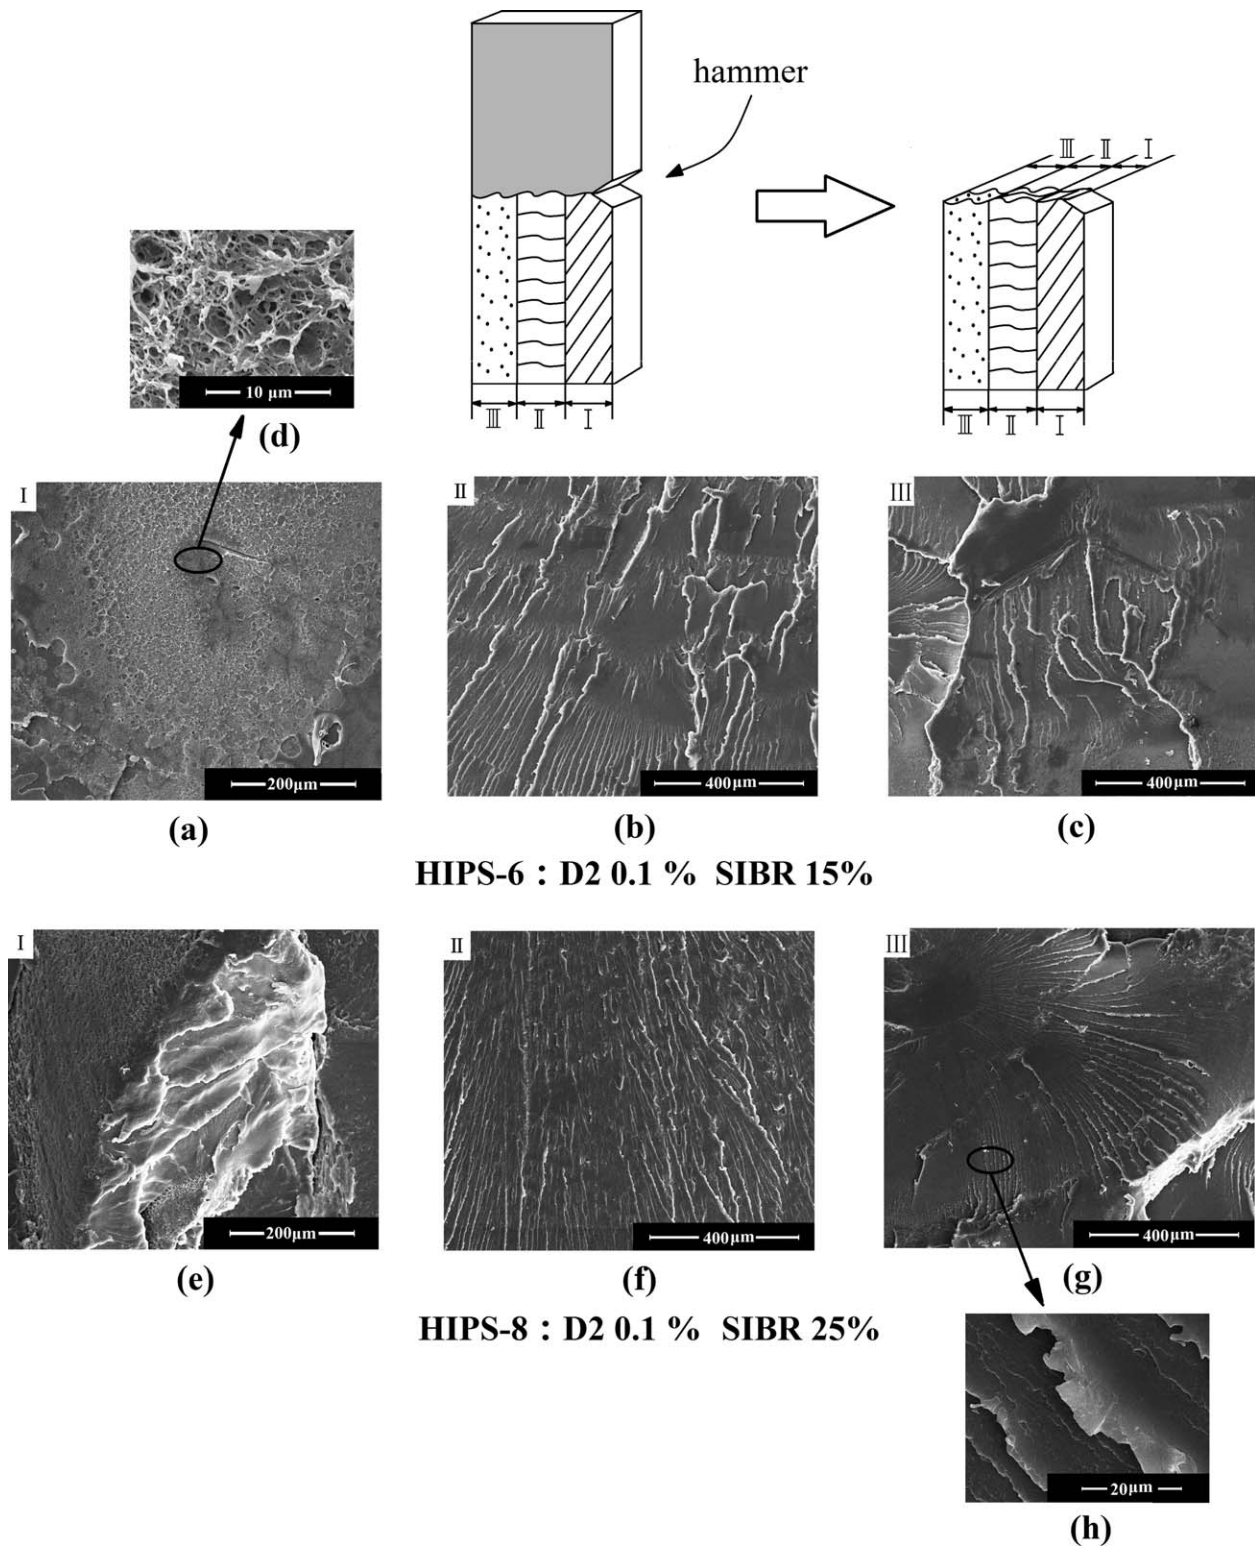 hammer
Ⅲ Ⅱ Ⅰ
10 μm
(d)
Ⅲ Ⅱ Ⅰ
Ⅲ Ⅱ Ⅰ
Ⅰ
Ⅱ
Ⅲ
200μm
400μm
400μm
(a)
(b)
(c)
HIPS-6 : D2 0.1 % SIBR 15%
Ⅰ
Ⅱ
Ⅲ
200μm
400μm
400μm
(e)
(f)
(g)
HIPS-8 : D2 0.1 % SIBR 25%
20μm
(h)